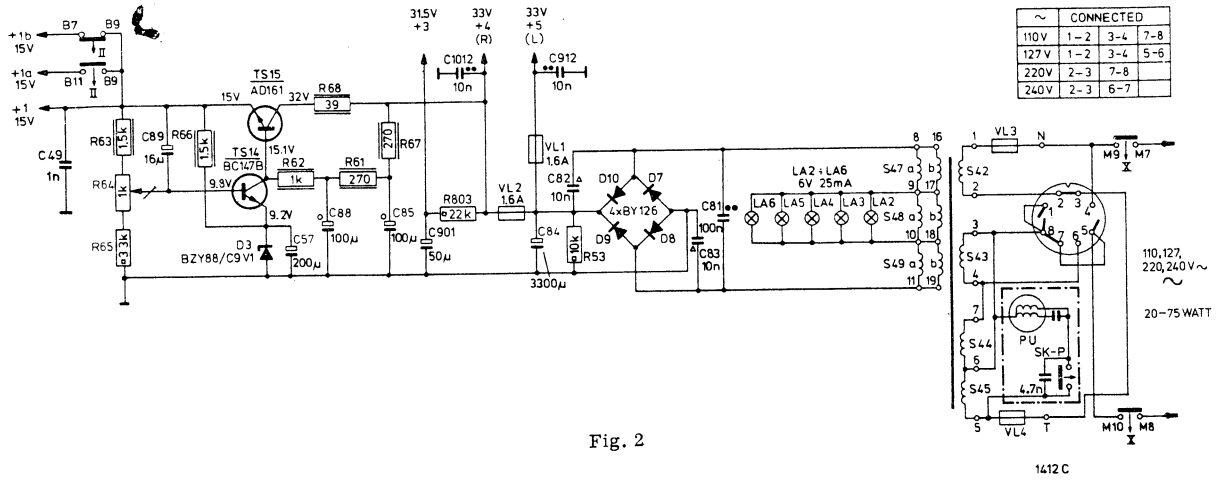 31.5V +3
33V +4 (R)
33V +5 (L)
+1b 15V
B7
B9
II
+1a 15V
B11
B9
II
+1 15V
C1012 10n
C912 10n
TS15 AD161
15V
32V
R68 39
15.1V
R63 1.5k
C89 16µ
R66 1.5k
C49 1n
TS14 BC147B
9.8V
9.2V
R64 1k
R62 1k
R61 270
270 R67
VL1 1.6A
C82 10n
D10
D7
4xBY126
D9
D8
R803 22k
VL2 1.6A
R65 3.3k
D3 BZY88/C9V1
C57 200µ
C88 100µ
C85 100µ
C901 50µ
C84 3300µ
10k R53
C81 100n
C83 10n
LA2÷LA6
6V 25mA
LA6 LA5 LA4 LA3 LA2
8 16
S47 a b
9 17
S48 a b
10 18
S49 a b
11 19
~ CONNECTED
110V 1-2 3-4 7-8
127V 1-2 3-4 5-6
220V 2-3 7-8
240V 2-3 6-7
1 VL3 N
M9 M7
X
S42
2
2 3
1 4
8 5
7 6
3
S43
4
7
S44
6
S45
S
PU
SK-P
4.7n
VL4 T
M10 M8
X
110,127,
220,240V~
~
20-75 WATT
Fig. 2
1412 C